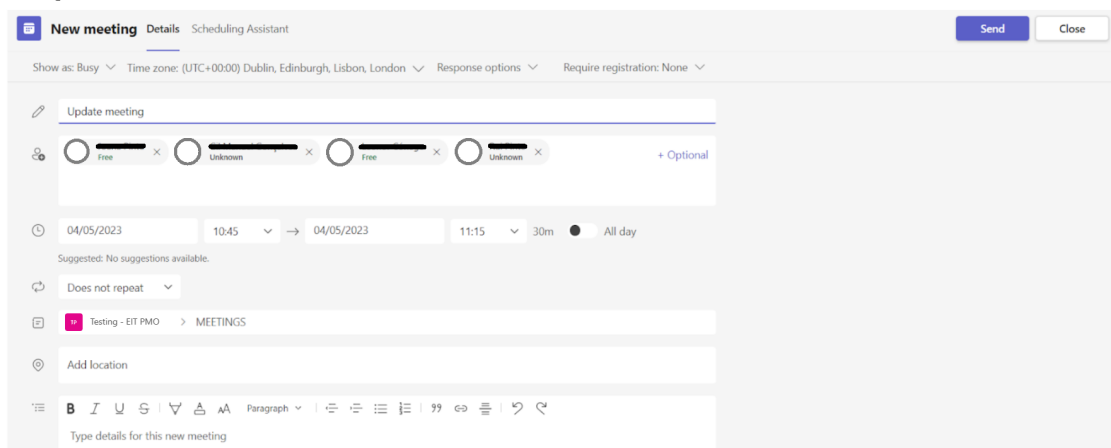 New meeting Details Scheduling Assistant Send Close
Show as: Busy Time zone: (UTC+00:00) Dublin, Edinburgh, Lisbon, London Response options Require registration: None
Update meeting
Free Unknown Free Unknown + Optional
04/05/2023 10:45 → 04/05/2023 11:15 30m All day
Suggested: No suggestions available.
Does not repeat
TP Testing - EIT PMO > MEETINGS
Add location
B I U S A AA Paragraph 99
Type details for this new meeting